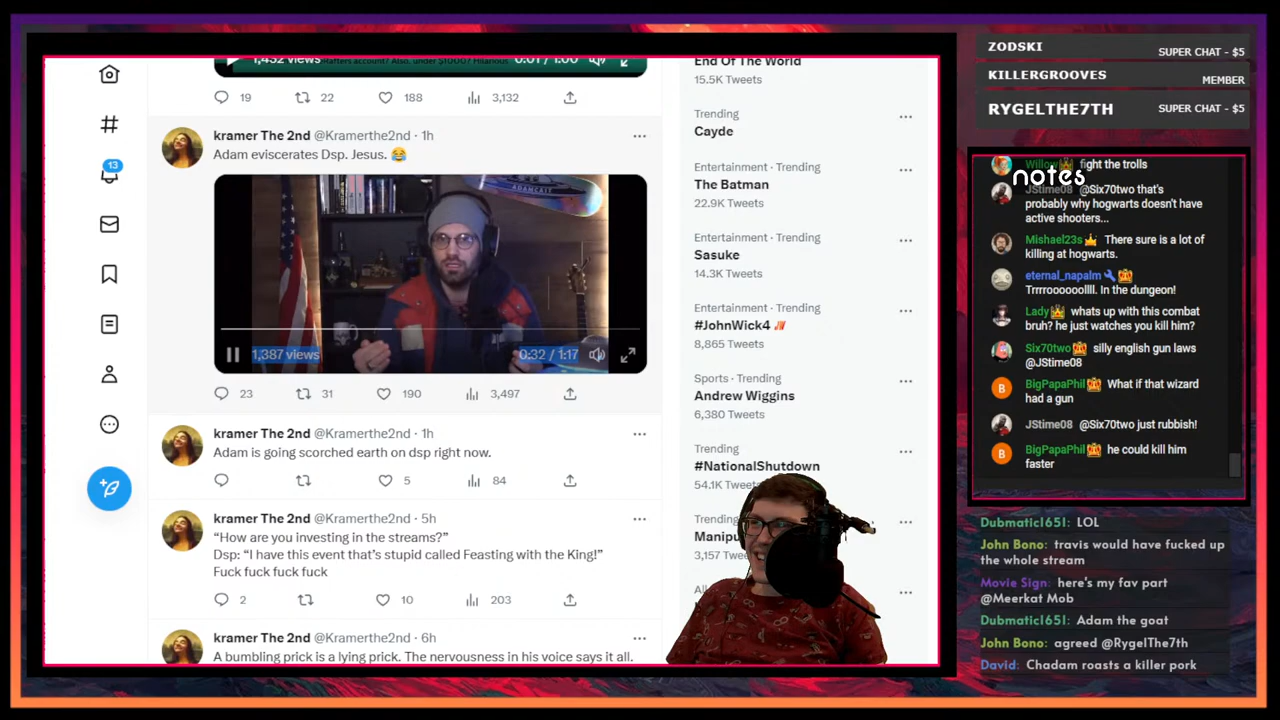 1,432 views
Rafters account? Also, under $1000? Hilarious
0:01 / 1:00
19
22
188
3,132
kramer The 2nd @Kramerthe2nd · 1h
Adam eviscerates Dsp. Jesus. 😂
ADAMCAST
1,387 views
0:32 / 1:17
23
31
190
3,497
kramer The 2nd @Kramerthe2nd · 1h
Adam is going scorched earth on dsp right now.
5
84
kramer The 2nd @Kramerthe2nd · 5h
“How are you investing in the streams?”
Dsp: “I have this event that’s stupid called Feasting with the King!”
Fuck fuck fuck fuck
2
10
203
kramer The 2nd @Kramerthe2nd · 6h
A bumbling prick is a lying prick. The nervousness in his voice says it all.
13
End Of The World
15.5K Tweets
Trending
Cayde
Entertainment · Trending
The Batman
22.9K Tweets
Entertainment · Trending
Sasuke
14.3K Tweets
Entertainment · Trending
#JohnWick4
8,865 Tweets
Sports · Trending
Andrew Wiggins
6,380 Tweets
Trending
#NationalShutdown
54.1K Tweets
Trending
Manipu
3,157 Tweets
ZODSKI
SUPER CHAT - $5
KILLERGROOVES
MEMBER
RYGELTHE7TH
SUPER CHAT - $5
notes
Willow fight the trolls
JStime08 @Six70two that's
probably why hogwarts doesn't have
active shooters...
Mishael23s There sure is a lot of
killing at hogwarts.
eternal_napalm
Trrrrooooollll. In the dungeon!
Lady whats up with this combat
bruh? he just watches you kill him?
Six70two silly english gun laws
@JStime08
BigPapaPhil What if that wizard
had a gun
JStime08 @Six70two just rubbish!
BigPapaPhil he could kill him
faster
Dubmatic1651: LOL
John Bono: travis would have fucked up
the whole stream
Movie Sign: here's my fav part
@Meerkat Mob
Dubmatic1651: Adam the goat
John Bono: agreed @RygelThe7th
David: Chadam roasts a killer pork